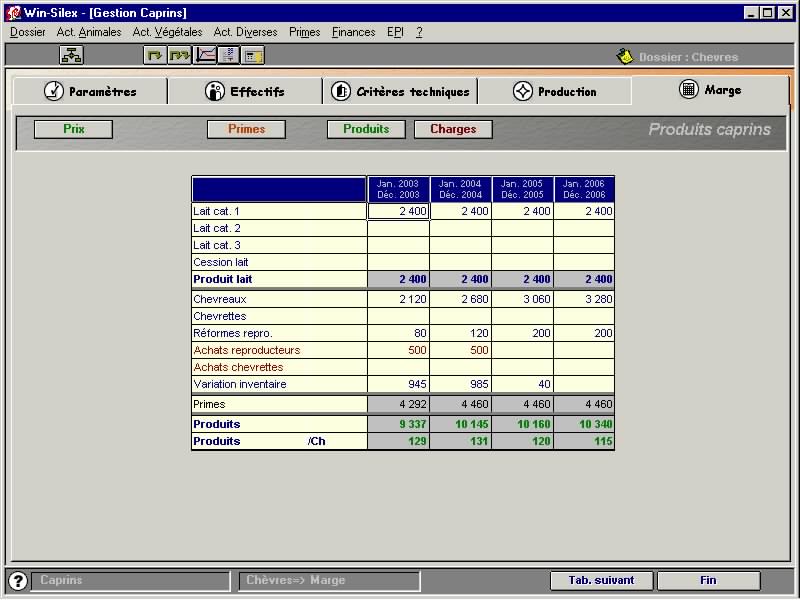 Win-Silex - [Gestion Caprins]
Dossier Act. Animales Act. Végétales Act. Diverses Primes Finances EPI ?
Dossier : Chevres
Paramètres Effectifs Critères techniques Production Marge
Prix Primes Produits Charges Produits caprins
Jan. 2003 Jan. 2004 Jan. 2005 Jan. 2006
Déc. 2003 Déc. 2004 Déc. 2005 Déc. 2006
Lait cat. 1 2 400 2 400 2 400 2 400
Lait cat. 2
Lait cat. 3
Cession lait
Produit lait 2 400 2 400 2 400 2 400
Chevreaux 2 120 2 680 3 060 3 280
Chevrettes
Réformes repro. 80 120 200 200
Achats reproducteurs 500 500
Achats chevrettes
Variation inventaire 945 985 40
Primes 4 292 4 460 4 460 4 460
Produits 9 337 10 145 10 160 10 340
Produits /Ch 129 131 120 115
? Caprins Chèvres=> Marge Tab. suivant Fin